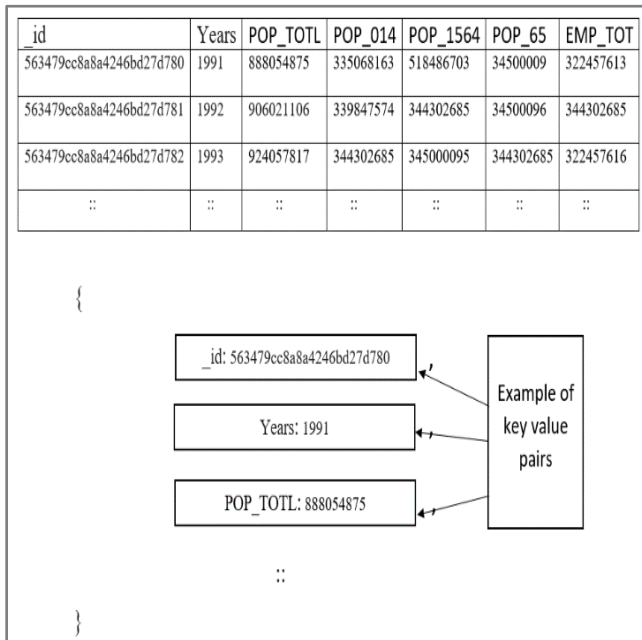 _id Years POP_TOTL POP_014 POP_1564 POP_65 EMP_TOT
563479cc8a8a4246bd27d780 1991 888054875 335068163 518486703 34500009 322457613
563479cc8a8a4246bd27d781 1992 906021106 339847574 344302685 34500096 344302685
563479cc8a8a4246bd27d782 1993 924057817 344302685 345000095 344302685 322457616
:: :: :: :: :: :: ::
{
_id: 563479cc8a8a4246bd27d780 ,
Years: 1991 ,
POP_TOTL: 888054875 ,
Example of
key value
pairs
::
}